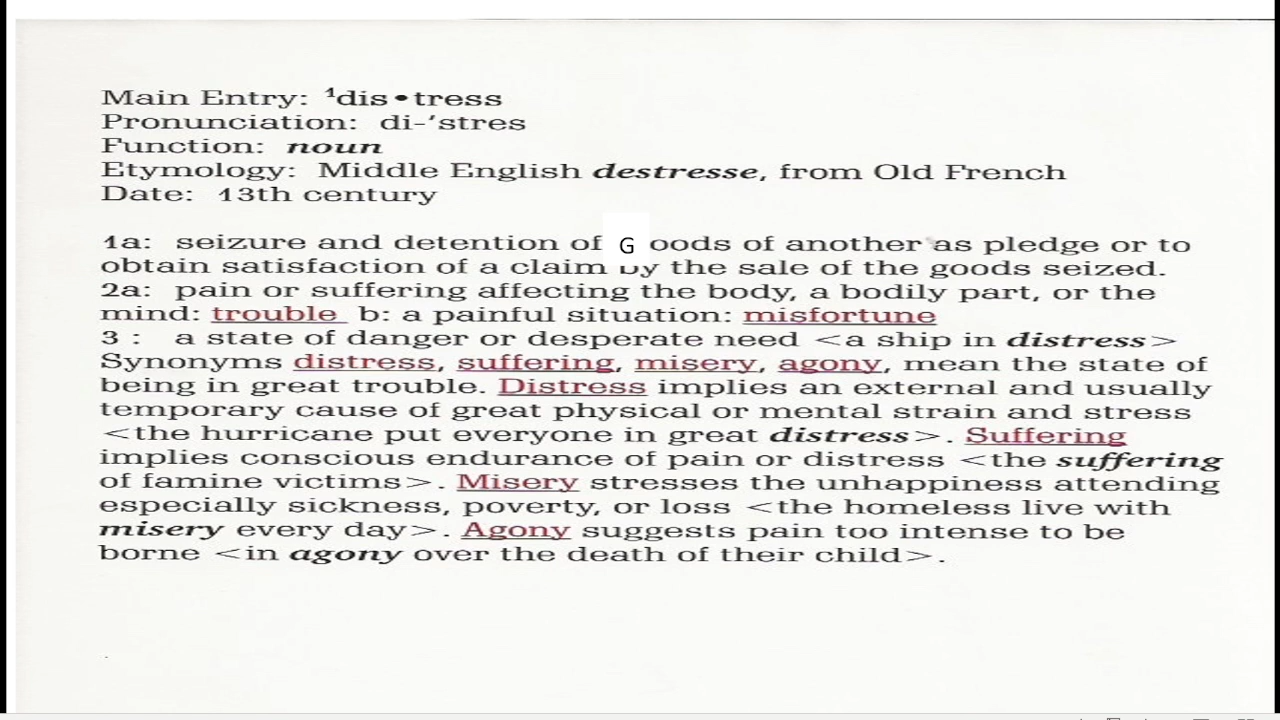 Main Entry: ¹dis•tress
Pronunciation: di-′stres
Function: noun
Etymology: Middle English destresse, from Old French
Date: 13th century
1a: seizure and detention of Goods of another as pledge or to
obtain satisfaction of a claim by the sale of the goods seized.
2a: pain or suffering affecting the body, a bodily part, or the
mind: trouble b: a painful situation: misfortune
3 : a state of danger or desperate need <a ship in distress>
Synonyms distress, suffering, misery, agony, mean the state of
being in great trouble. Distress implies an external and usually
temporary cause of great physical or mental strain and stress
<the hurricane put everyone in great distress>. Suffering
implies conscious endurance of pain or distress <the suffering
of famine victims>. Misery stresses the unhappiness attending
especially sickness, poverty, or loss <the homeless live with
misery every day>. Agony suggests pain too intense to be
borne <in agony over the death of their child>.